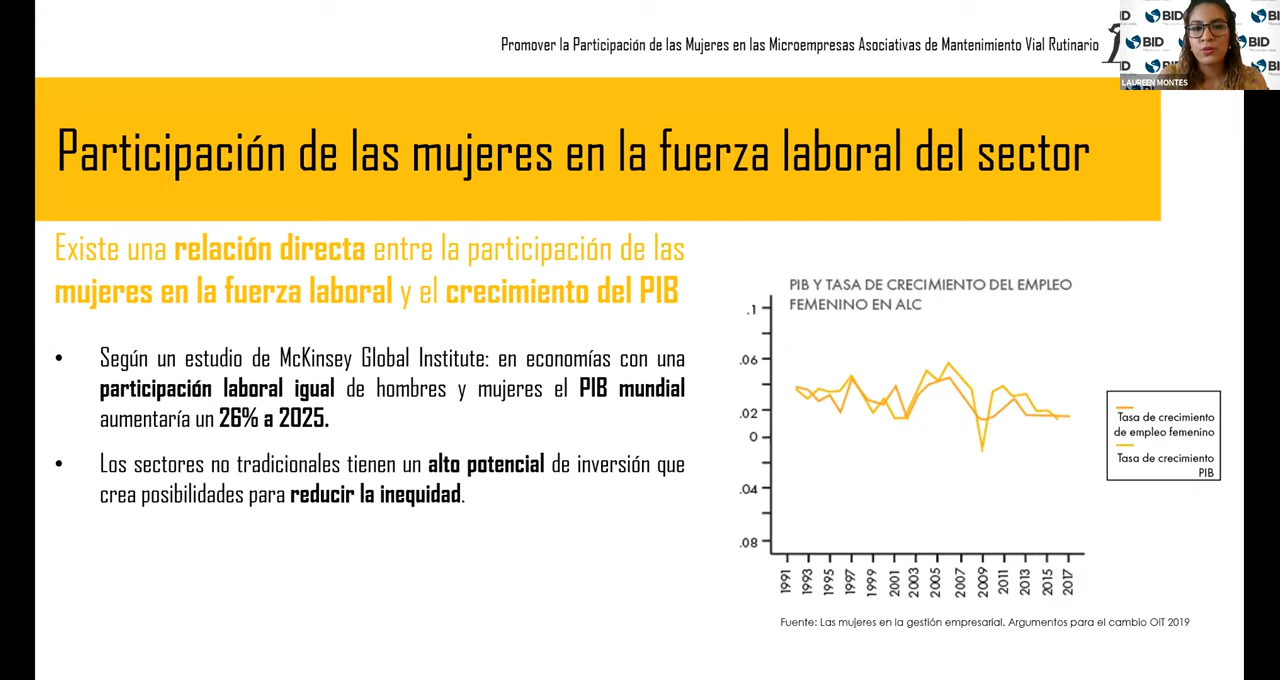 Promover la Participación de las Mujeres en las Microempresas Asociativas de Mantenimiento Vial Rutinario
BID
BID
BID
LAUREEN MONTES
Participación de las mujeres en la fuerza laboral del sector
Existe una relación directa entre la participación de las
mujeres en la fuerza laboral y el crecimiento del PIB
• Según un estudio de McKinsey Global Institute: en economías con una
participación laboral igual de hombres y mujeres el PIB mundial
aumentaría un 26% a 2025.
• Los sectores no tradicionales tienen un alto potencial de inversión que
crea posibilidades para reducir la inequidad.
PIB Y TASA DE CRECIMIENTO DEL EMPLEO
FEMENINO EN ALC
.1
.06
.02
0
.04
.08
1991
1993
1995
1997
1999
2001
2003
2005
2007
2009
2011
2013
2015
2017
Tasa de crecimiento
de empleo femenino
Tasa de crecimiento
PIB
Fuente: Las mujeres en la gestión empresarial. Argumentos para el cambio OIT 2019